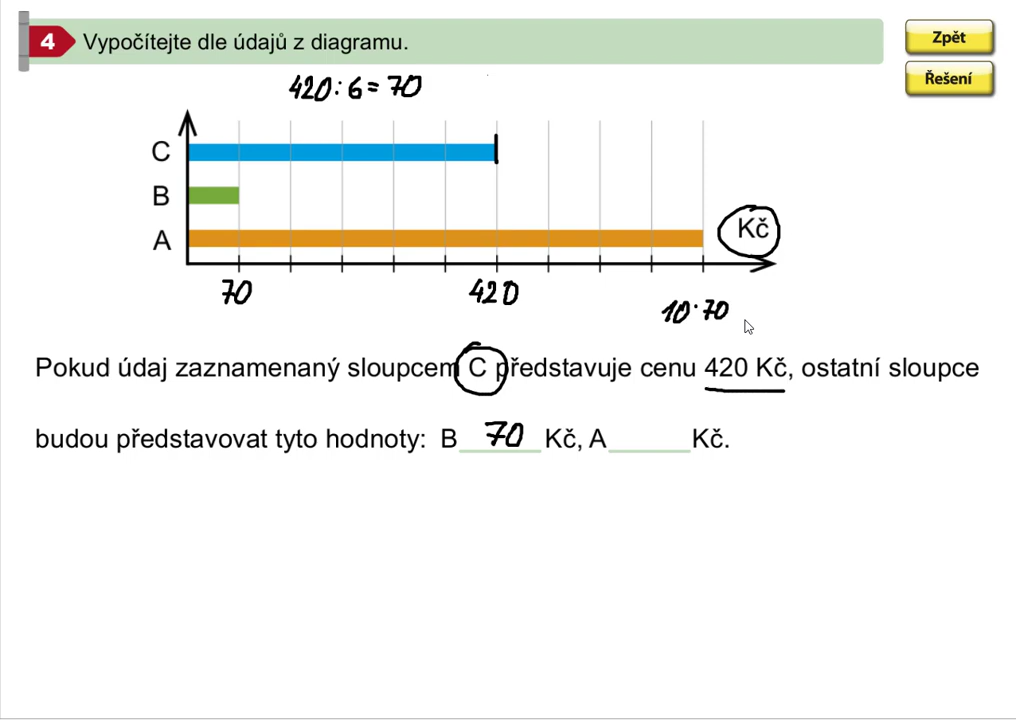 4 Vypočítejte dle údajů z diagramu.
Zpět
Řešení
420:6=70
C
B
A
Kč
70
420
10·70
Pokud údaj zaznamenaný sloupcem C představuje cenu 420 Kč, ostatní sloupce
budou představovat tyto hodnoty: B 70 Kč, A______Kč.